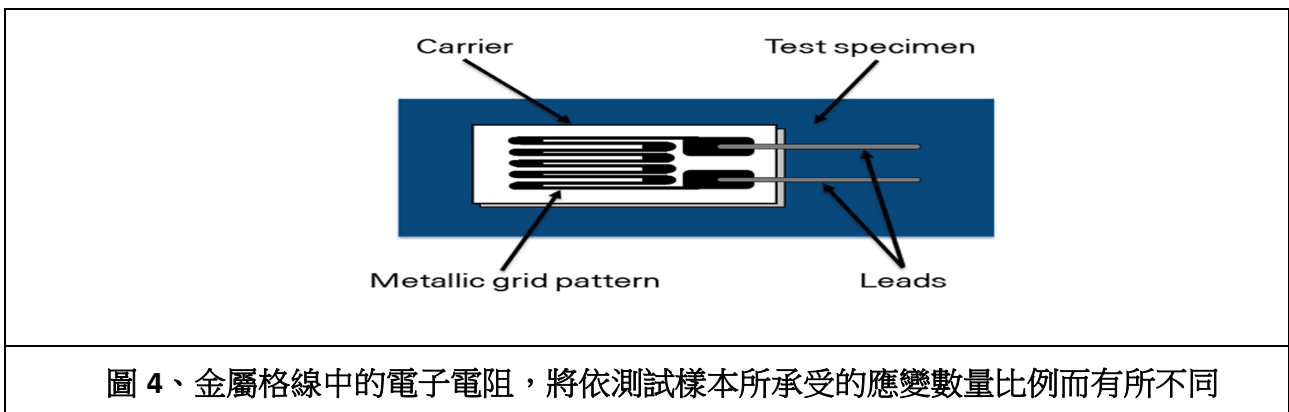 Carrier
Test specimen
Metallic grid pattern
Leads
圖 4、金屬格線中的電子電阻，將依測試樣本所承受的應變數量比例而有所不同